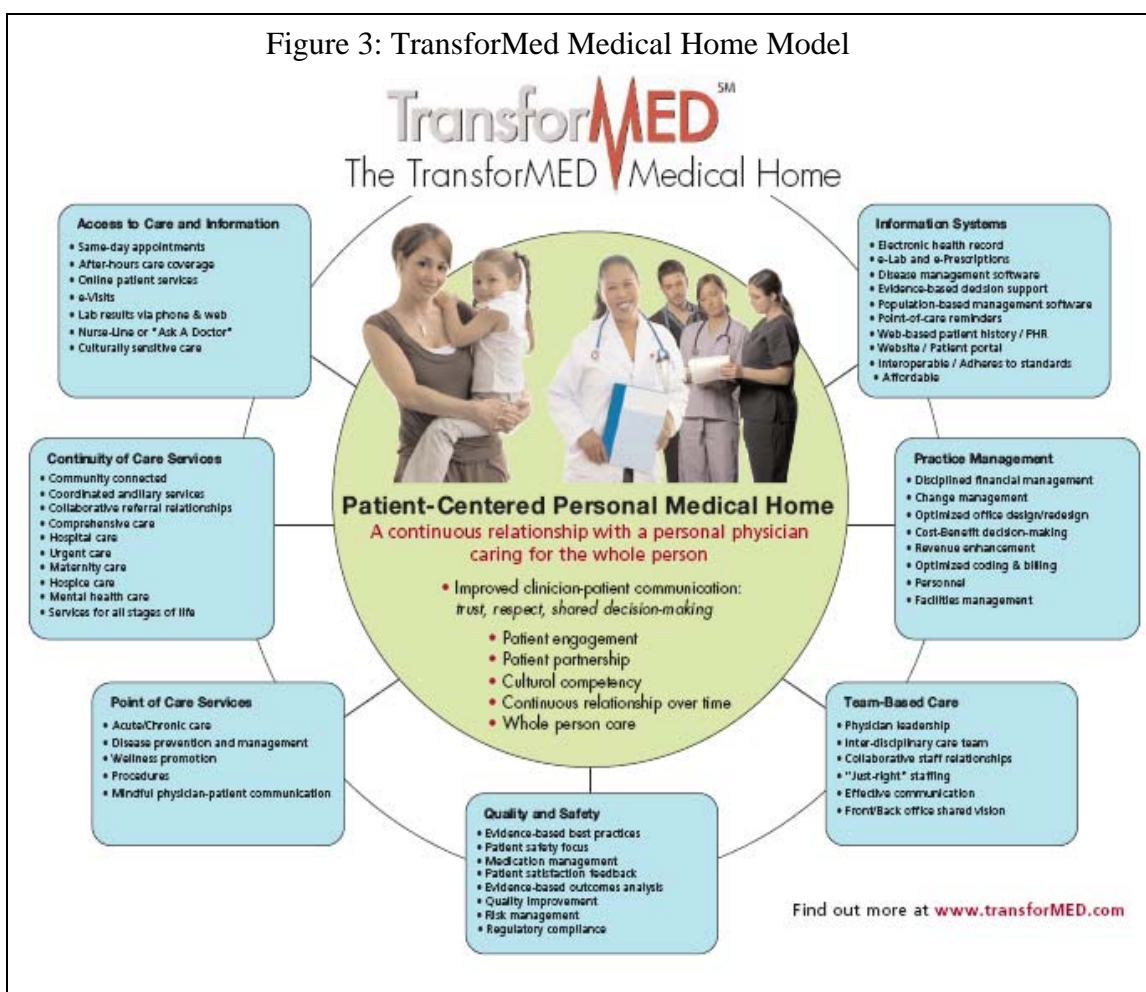 Figure 3: TransforMed Medical Home Model
TransforMED℠
The TransforMED Medical Home
Access to Care and Information
• Same-day appointments
• After-hours care coverage
• Online patient services
• e-Visits
• Lab results via phone & web
• Nurse-Line or "Ask A Doctor"
• Culturally sensitive care
Information Systems
• Electronic health record
• e-Lab and e-Prescriptions
• Disease management software
• Evidence-based decision support
• Population-based management software
• Point-of-care reminders
• Web-based patient history / PHR
• Website / Patient portal
• Interoperable / Adheres to standards
• Affordable
Continuity of Care Services
• Community connected
• Coordinated ancillary services
• Collaborative referral relationships
• Comprehensive care
• Hospital care
• Urgent care
• Maternity care
• Hospice care
• Mental health care
• Services for all stages of life
Patient-Centered Personal Medical Home
A continuous relationship with a personal physician
caring for the whole person
• Improved clinician-patient communication:
trust, respect, shared decision-making
• Patient engagement
• Patient partnership
• Cultural competency
• Continuous relationship over time
• Whole person care
Practice Management
• Disciplined financial management
• Change management
• Optimized office design/redesign
• Cost-Benefit decision-making
• Revenue enhancement
• Optimized coding & billing
• Personnel
• Facilities management
Point of Care Services
• Acute/Chronic care
• Disease prevention and management
• Wellness promotion
• Procedures
• Mindful physician-patient communication
Team-Based Care
• Physician leadership
• Inter-disciplinary care team
• Collaborative staff relationships
• "Just-right" staffing
• Effective communication
• Front/Back office shared vision
Quality and Safety
• Evidence-based best practices
• Patient safety focus
• Medication management
• Patient satisfaction feedback
• Evidence-based outcomes analysis
• Quality improvement
• Risk management
• Regulatory compliance
Find out more at www.transforMED.com